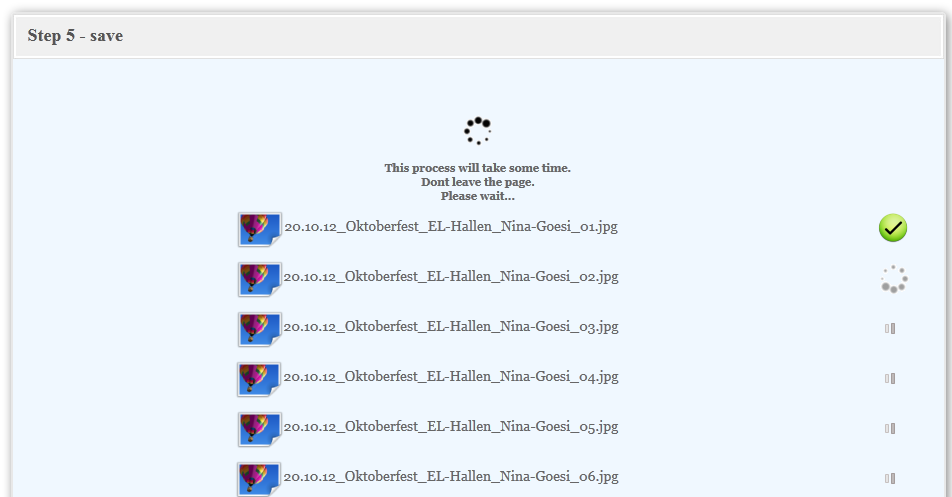 Step 5 - save
This process will take some time.
Dont leave the page.
Please wait...
20.10.12_Oktoberfest_EL-Hallen_Nina-Goesi_01.jpg
20.10.12_Oktoberfest_EL-Hallen_Nina-Goesi_02.jpg
20.10.12_Oktoberfest_EL-Hallen_Nina-Goesi_03.jpg
20.10.12_Oktoberfest_EL-Hallen_Nina-Goesi_04.jpg
20.10.12_Oktoberfest_EL-Hallen_Nina-Goesi_05.jpg
20.10.12_Oktoberfest_EL-Hallen_Nina-Goesi_06.jpg